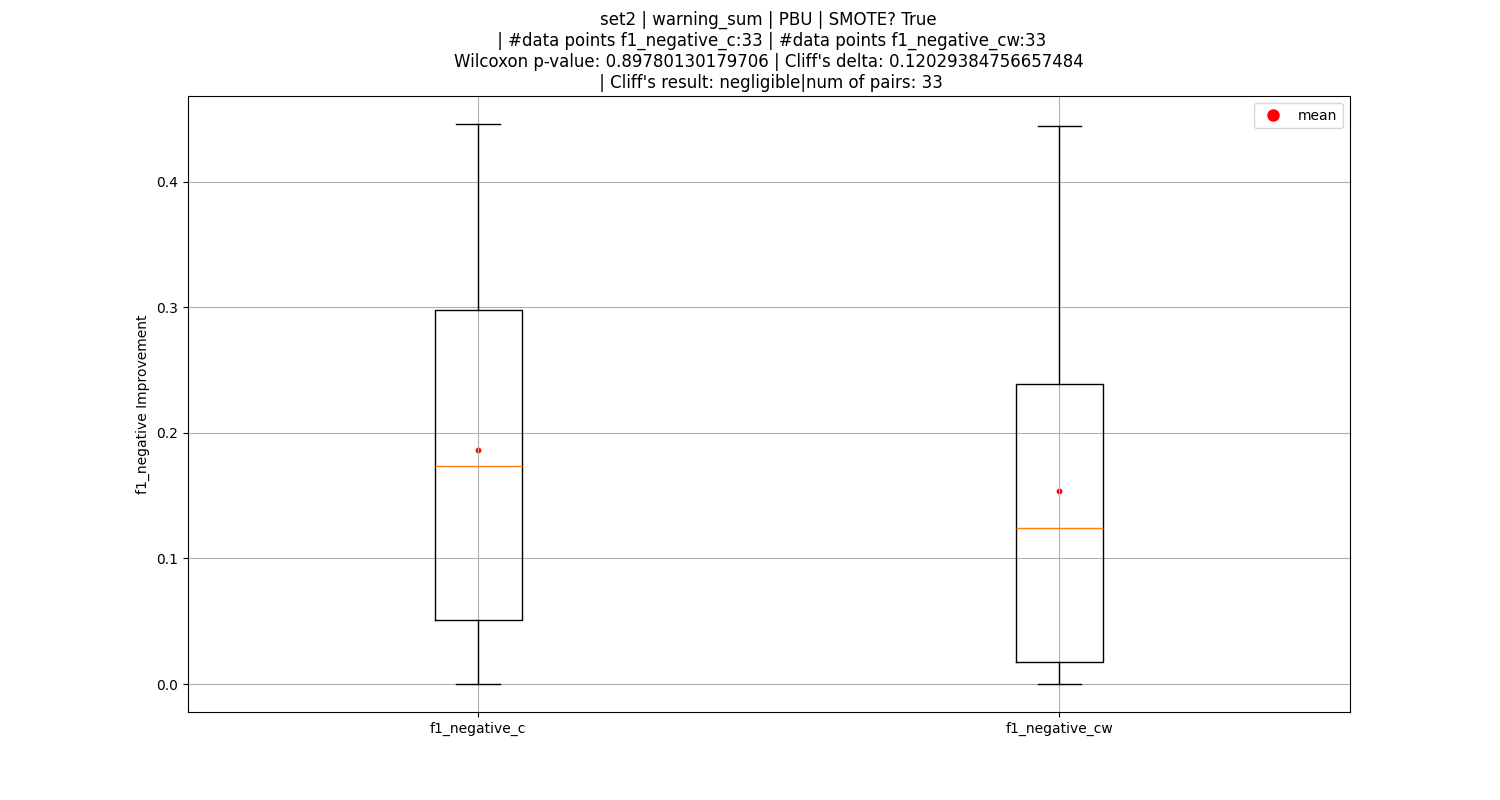 set2 | warning_sum | PBU | SMOTE? True
| #data points f1_negative_c:33 | #data points f1_negative_cw:33
Wilcoxon p-value: 0.89780130179706 | Cliff's delta: 0.12029384756657484
| Cliff's result: negligible|num of pairs: 33
mean
0.4
0.3
0.2
0.1
0.0
f1_negative Improvement
f1_negative_c
f1_negative_cw